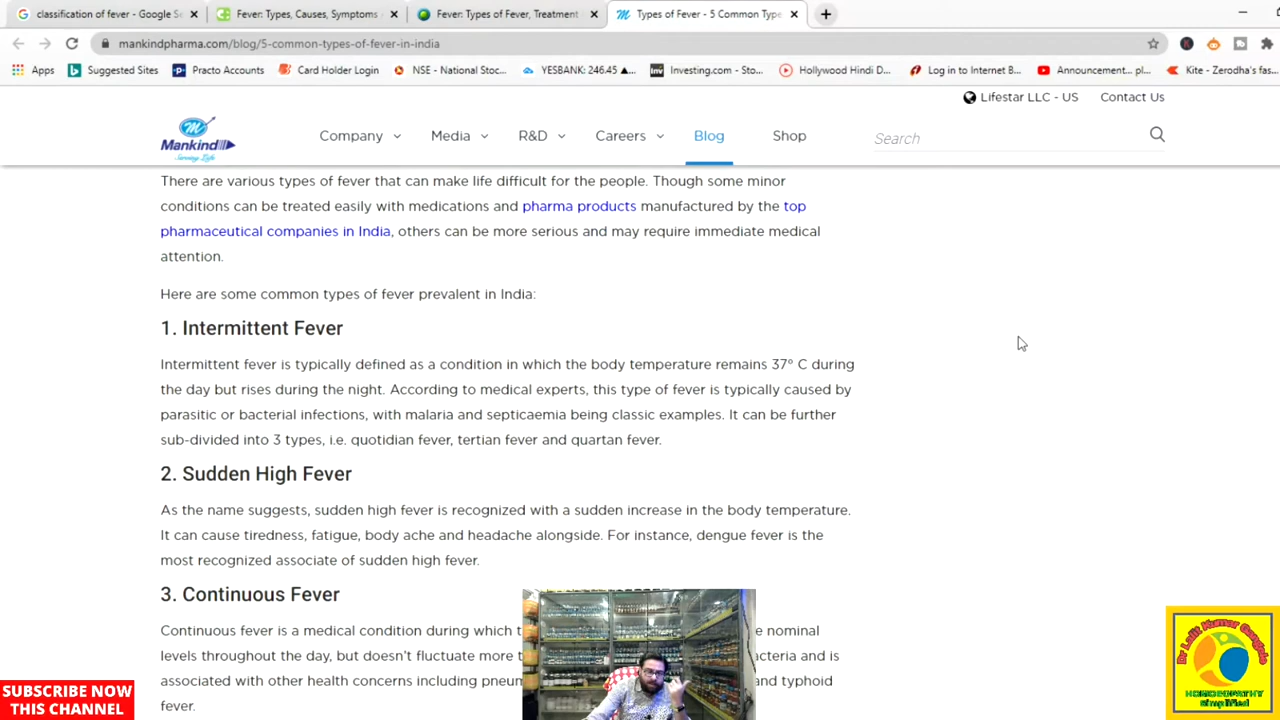 classification of fever - Google Se
Fever: Types, Causes, Symptoms
Fever: Types of Fever, Treatment
Types of Fever - 5 Common Type
mankindpharma.com/blog/5-common-types-of-fever-in-india
Apps
Suggested Sites
Practo Accounts
Card Holder Login
NSE - National Stoc...
YESBANK: 246.45 ▲...
Investing.com - Sto...
Hollywood Hindi D...
Log in to Internet B...
Announcement... pl...
Kite - Zerodha's fas...
Lifestar LLC - US
Contact Us
Mankind
Serving Life
Company
Media
R&D
Careers
Blog
Shop
Search
There are various types of fever that can make life difficult for the people. Though some minor
conditions can be treated easily with medications and pharma products manufactured by the top
pharmaceutical companies in India, others can be more serious and may require immediate medical
attention.
Here are some common types of fever prevalent in India:
1. Intermittent Fever
Intermittent fever is typically defined as a condition in which the body temperature remains 37° C during
the day but rises during the night. According to medical experts, this type of fever is typically caused by
parasitic or bacterial infections, with malaria and septicaemia being classic examples. It can be further
sub-divided into 3 types, i.e. quotidian fever, tertian fever and quartan fever.
2. Sudden High Fever
As the name suggests, sudden high fever is recognized with a sudden increase in the body temperature.
It can cause tiredness, fatigue, body ache and headache alongside. For instance, dengue fever is the
most recognized associate of sudden high fever.
3. Continuous Fever
Continuous fever is a medical condition during which t e nominal
levels throughout the day, but doesn't fluctuate more t acteria and is
associated with other health concerns including pneum and typhoid
fever.
SUBSCRIBE NOW
THIS CHANNEL
Dr Lalit Kumar
HOMOEOPATHY
Simplified